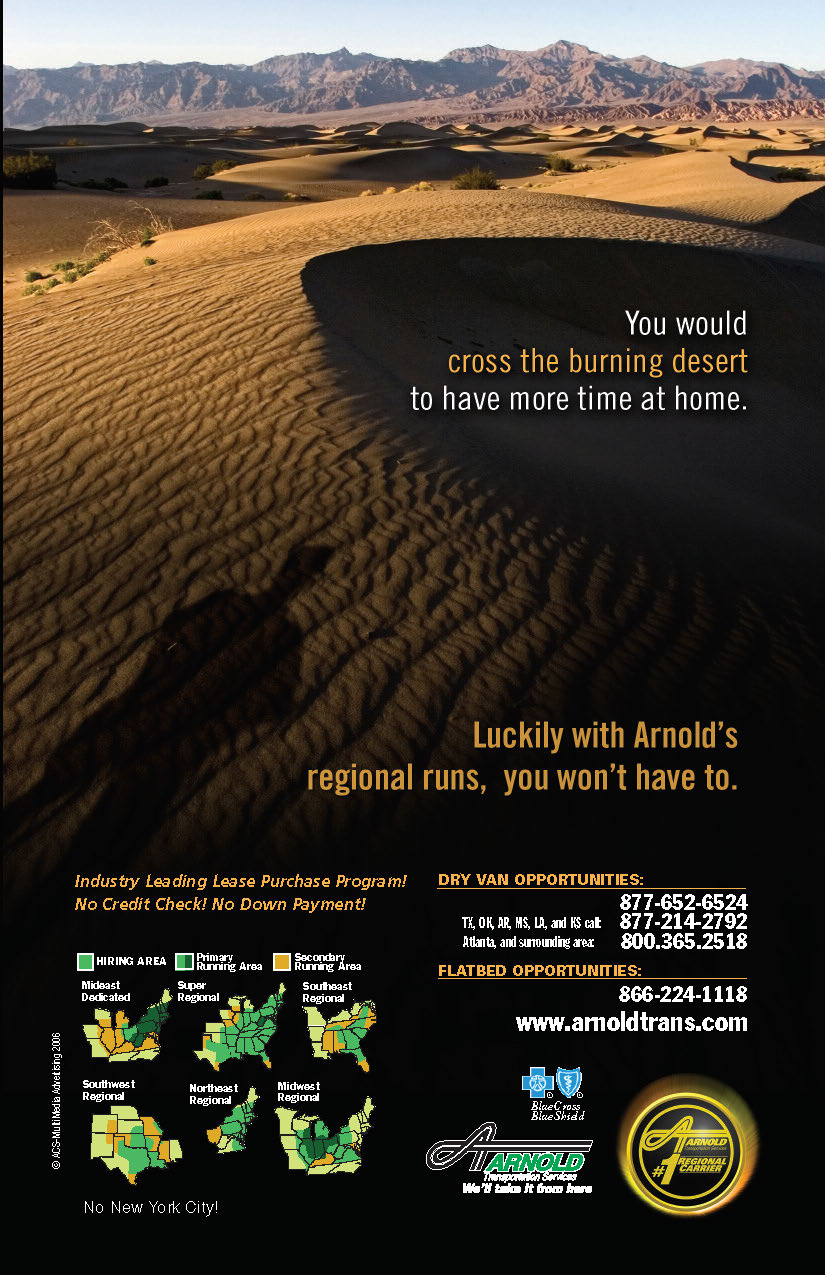 You would
cross the burning desert
to have more time at home.
Luckily with Arnold's
regional runs,  you won't have to.
Industry Leading Lease Purchase Program!
No Credit Check! No Down Payment!
HIRING AREA
Primary
Running Area
Secondary
Running Area
Mideast
Dedicated
Super
Regional
Southeast
Regional
Southwest
Regional
Northeast
Regional
Midwest
Regional
No New York City!
© ACS-MultiMedia Advertising 2006
DRY VAN OPPORTUNITIES:
877-652-6524
TX, OK, AR, MS, LA, and KS call: 877-214-2792
Atlanta, and surrounding area: 800.365.2518
FLATBED OPPORTUNITIES:
866-224-1118
www.arnoldtrans.com
BlueCross
BlueShield
ARNOLD
Transportation Services
We'll take it from here
ARNOLD
Transportation Services
#1 REGIONAL
CARRIER